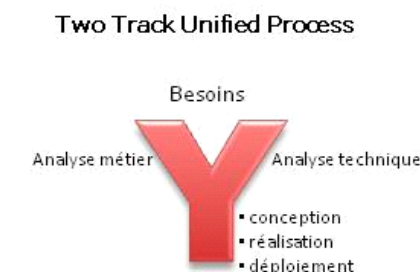 Two Track Unified Process
Besoins
Analyse métier
Analyse technique
▪ conception
▪ réalisation
▪ déploiement